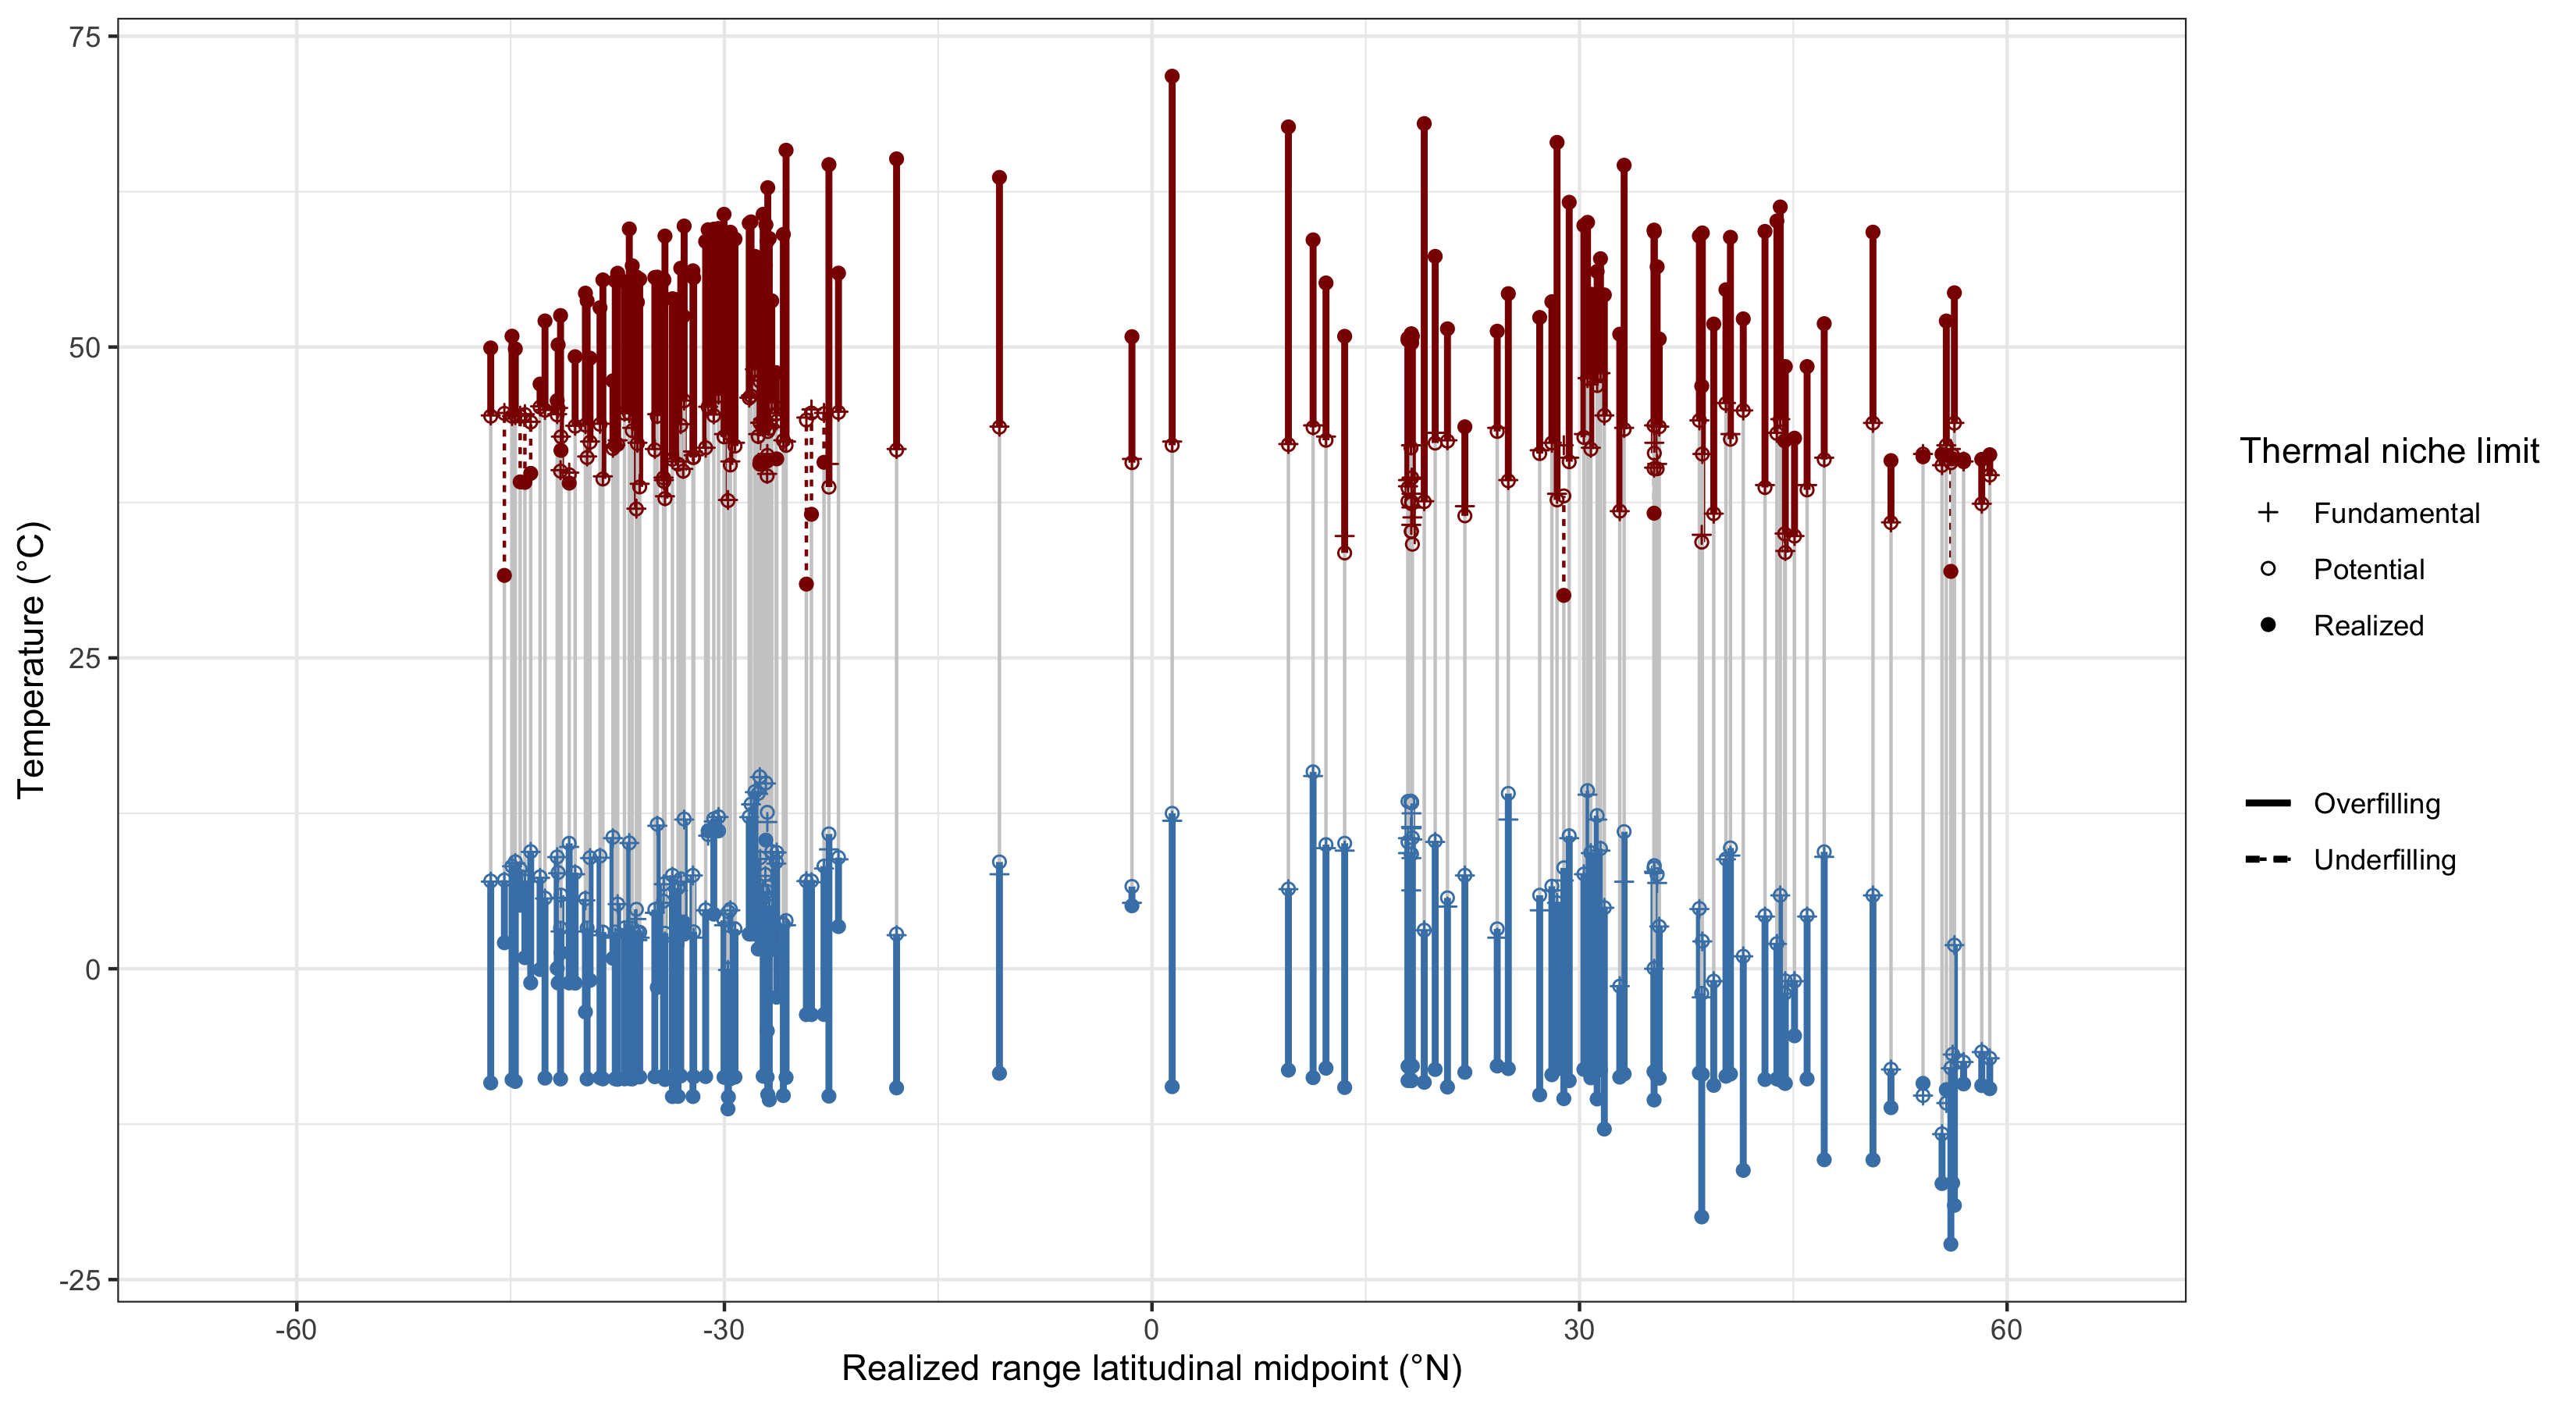 75
50
25
0
-25
Temperature (°C)
-60
-30
0
30
60
Realized range latitudinal midpoint (°N)
Thermal niche limit
Fundamental
Potential
Realized
Overfilling
Underfilling